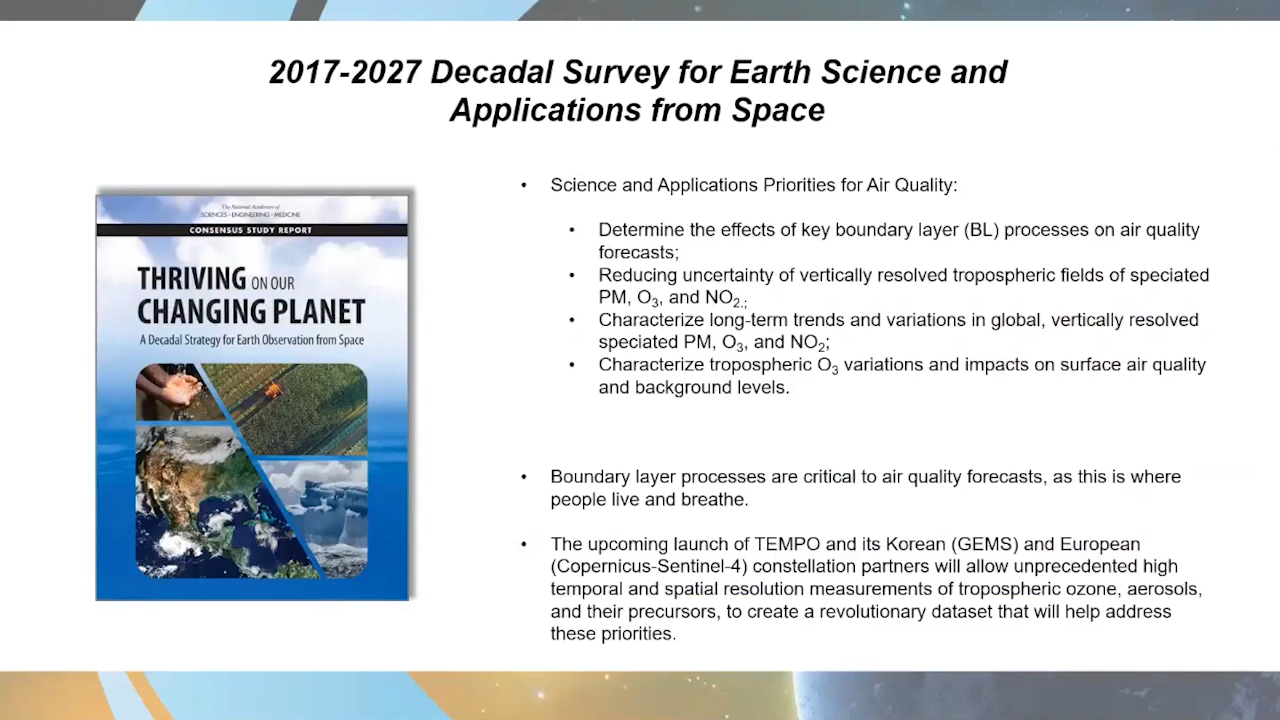 2017-2027 Decadal Survey for Earth Science and
Applications from Space
The National Academies of
SCIENCES • ENGINEERING • MEDICINE
CONSENSUS STUDY REPORT
THRIVING ON OUR
CHANGING PLANET
A Decadal Strategy for Earth Observation from Space
• Science and Applications Priorities for Air Quality:
• Determine the effects of key boundary layer (BL) processes on air quality
forecasts;
• Reducing uncertainty of vertically resolved tropospheric fields of speciated
PM, O₃, and NO₂.;
• Characterize long-term trends and variations in global, vertically resolved
speciated PM, O₃, and NO₂;
• Characterize tropospheric O₃ variations and impacts on surface air quality
and background levels.
• Boundary layer processes are critical to air quality forecasts, as this is where
people live and breathe.
• The upcoming launch of TEMPO and its Korean (GEMS) and European
(Copernicus-Sentinel-4) constellation partners will allow unprecedented high
temporal and spatial resolution measurements of tropospheric ozone, aerosols,
and their precursors, to create a revolutionary dataset that will help address
these priorities.